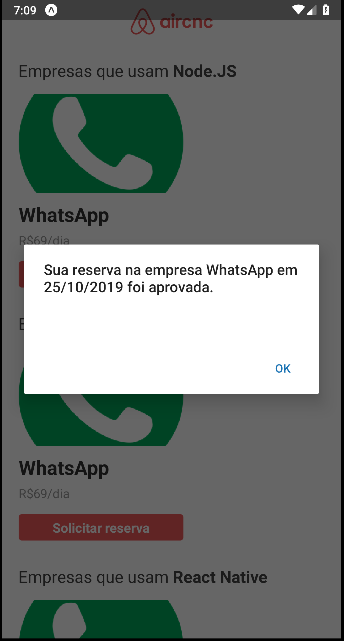 7:09
aircnc
Empresas que usam Node.JS
WhatsApp
R$69/dia
Sua reserva na empresa WhatsApp em
25/10/2019 foi aprovada.
OK
E
WhatsApp
R$69/dia
Solicitar reserva
Empresas que usam React Native